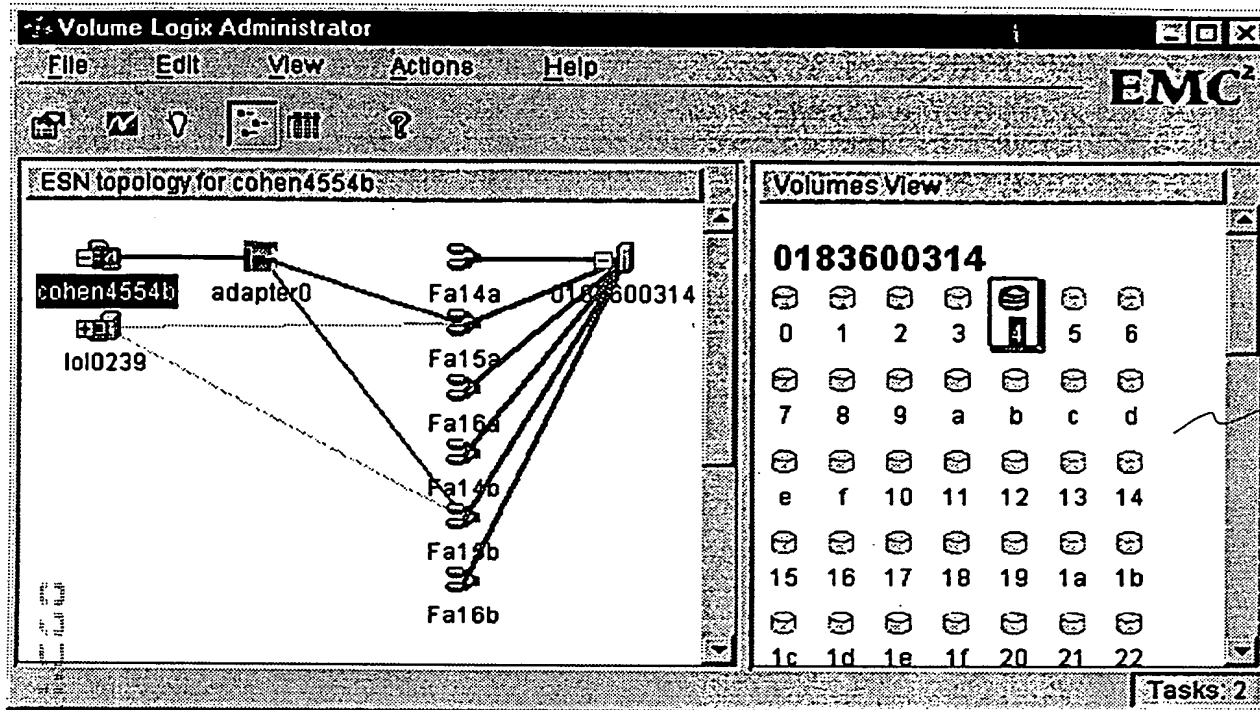 Volume Logix Administrator
File Edit View Actions Help
EMC²
ESN topology for cohen4554b
cohen4554b adapter0 Fa14a 0183600314
lol0239 Fa15a
Fa16a
Fa14b
Fa15b
Fa16b
Volumes View
0183600314
0 1 2 3 4 5 6
7 8 9 a b c d
e f 10 11 12 13 14
15 16 17 18 19 1a 1b
1c 1d 1e 1f 20 21 22
Tasks: 2